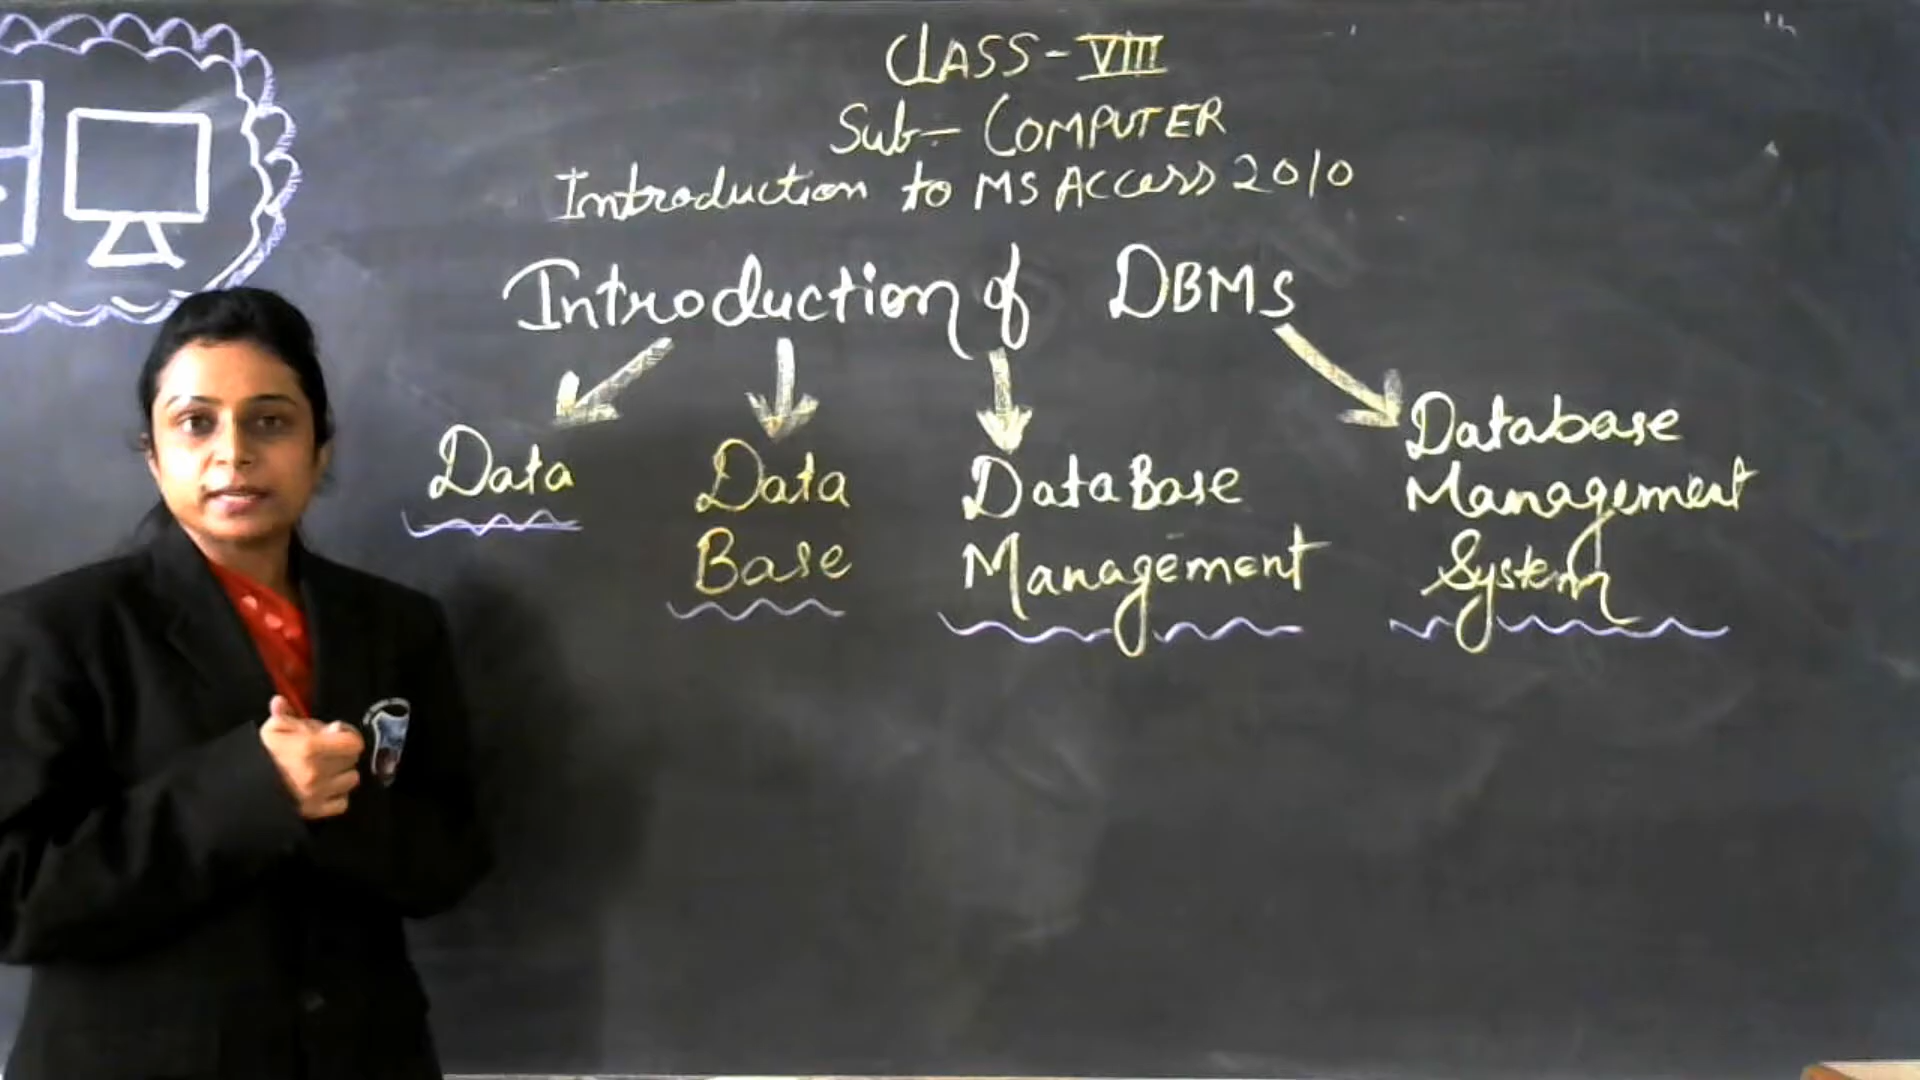 CLASS - VIII
Sub- COMPUTER
Introduction to MS Access 2010
Introduction of DBMS
Data
Data
Base
DataBase
Management
Database
Management
System